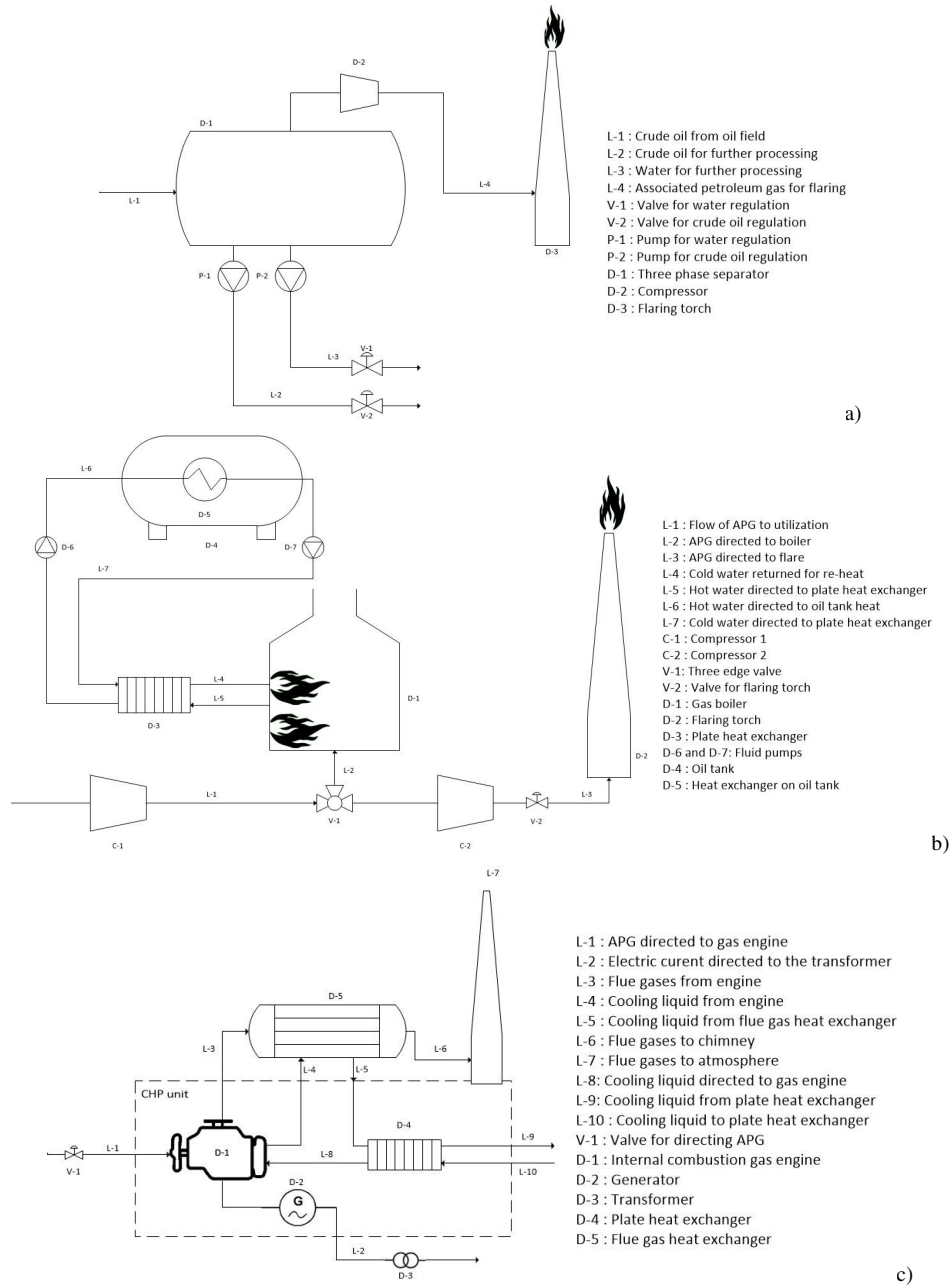 D-2
D-1
L-1
L-4
P-1
P-2
D-3
V-1
L-3
L-2
V-2
L-1 : Crude oil from oil field
L-2 : Crude oil for further processing
L-3 : Water for further processing
L-4 : Associated petroleum gas for flaring
V-1 : Valve for water regulation
V-2 : Valve for crude oil regulation
P-1 : Pump for water regulation
P-2 : Pump for crude oil regulation
D-1 : Three phase separator
D-2 : Compressor
D-3 : Flaring torch
a)
L-6
D-5
D-6
D-4
D-7
L-7
L-4
L-5
D-3
D-1
L-2
L-1
V-1
C-1
C-2
V-2
L-3
D-2
L-1 : Flow of APG to utilization
L-2 : APG directed to boiler
L-3 : APG directed to flare
L-4 : Cold water returned for re-heat
L-5 : Hot water directed to plate heat exchanger
L-6 : Hot water directed to oil tank heat
L-7 : Cold water directed to plate heat exchanger
C-1 : Compressor 1
C-2 : Compressor 2
V-1: Three edge valve
V-2 : Valve for flaring torch
D-1 : Gas boiler
D-2 : Flaring torch
D-3 : Plate heat exchanger
D-6 and D-7: Fluid pumps
D-4 : Oil tank
D-5 : Heat exchanger on oil tank
b)
L-7
D-5
L-3
L-4
L-5
L-6
CHP unit
D-4
L-9
L-1
D-1
L-8
L-10
V-1
D-2
G
L-2
D-3
L-1 : APG directed to gas engine
L-2 : Electric curent directed to the transformer
L-3 : Flue gases from engine
L-4 : Cooling liquid from engine
L-5 : Cooling liquid from flue gas heat exchanger
L-6 : Flue gases to chimney
L-7 : Flue gases to atmosphere
L-8: Cooling liquid directed to gas engine
L-9: Cooling liquid from plate heat exchanger
L-10 : Cooling liquid to plate heat exchanger
V-1 : Valve for directing APG
D-1 : Internal combustion gas engine
D-2 : Generator
D-3 : Transformer
D-4 : Plate heat exchanger
D-5 : Flue gas heat exchanger
c)